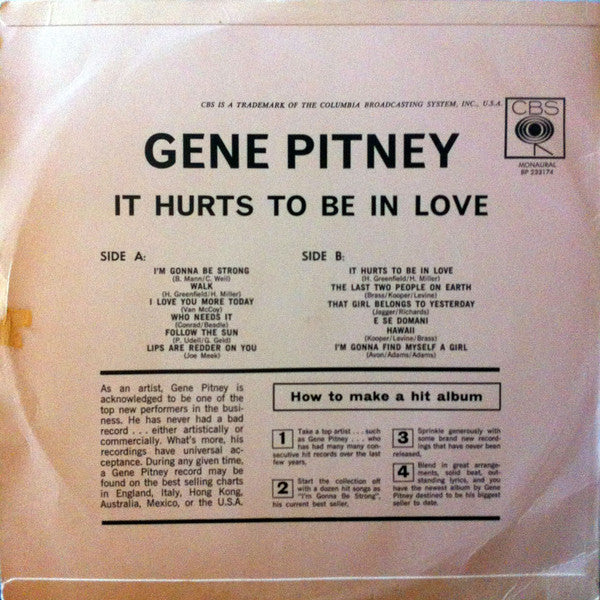 CBS IS A TRADEMARK OF THE COLUMBIA BROADCASTING SYSTEM, INC., U.S.A.
CBS
MONAURAL
BP 233174
GENE PITNEY
IT HURTS TO BE IN LOVE
SIDE A:
I'M GONNA BE STRONG
(B. Mann/C. Weil)
WALK
(H. Greenfield/H. Miller)
I LOVE YOU MORE TODAY
(Van McCoy)
WHO NEEDS IT
(Conrad/Beadle)
FOLLOW THE SUN
(P. Udell/G. Geld)
LIPS ARE REDDER ON YOU
(Joe Meek)
SIDE B:
IT HURTS TO BE IN LOVE
(H. Greenfield/H. Miller)
THE LAST TWO PEOPLE ON EARTH
(Brass/Kooper/Levine)
THAT GIRL BELONGS TO YESTERDAY
(Jagger/Richards)
E SE DOMANI
HAWAII
(Kooper/Levine/Brass)
I'M GONNA FIND MYSELF A GIRL
(Avon/Adams/Adams)
As an artist, Gene Pitney is
acknowledged to be one of the
top new performers in the busi-
ness. He has never had a bad
record . . . either artistically or
commercially. What's more, his
recordings have universal ac-
ceptance. During any given time,
a Gene Pitney record may be
found on the best selling charts
in England, Italy, Hong Kong,
Australia, Mexico, or the U.S.A.
How to make a hit album
1 Take a top artist . . . such
as Gene Pitney . . . who
has had many many con-
secutive hit records over the last
few years.
2 Start the collection off
with a dozen hit songs as
"I'm Gonna Be Strong",
his current best seller.
3 Sprinkle generously with
some brand new record-
ings that have never been
released.
4 Blend in great arrange-
ments, solid beat, out-
standing lyrics, and you
have the newest album by Gene
Pitney destined to be his biggest
seller to date.